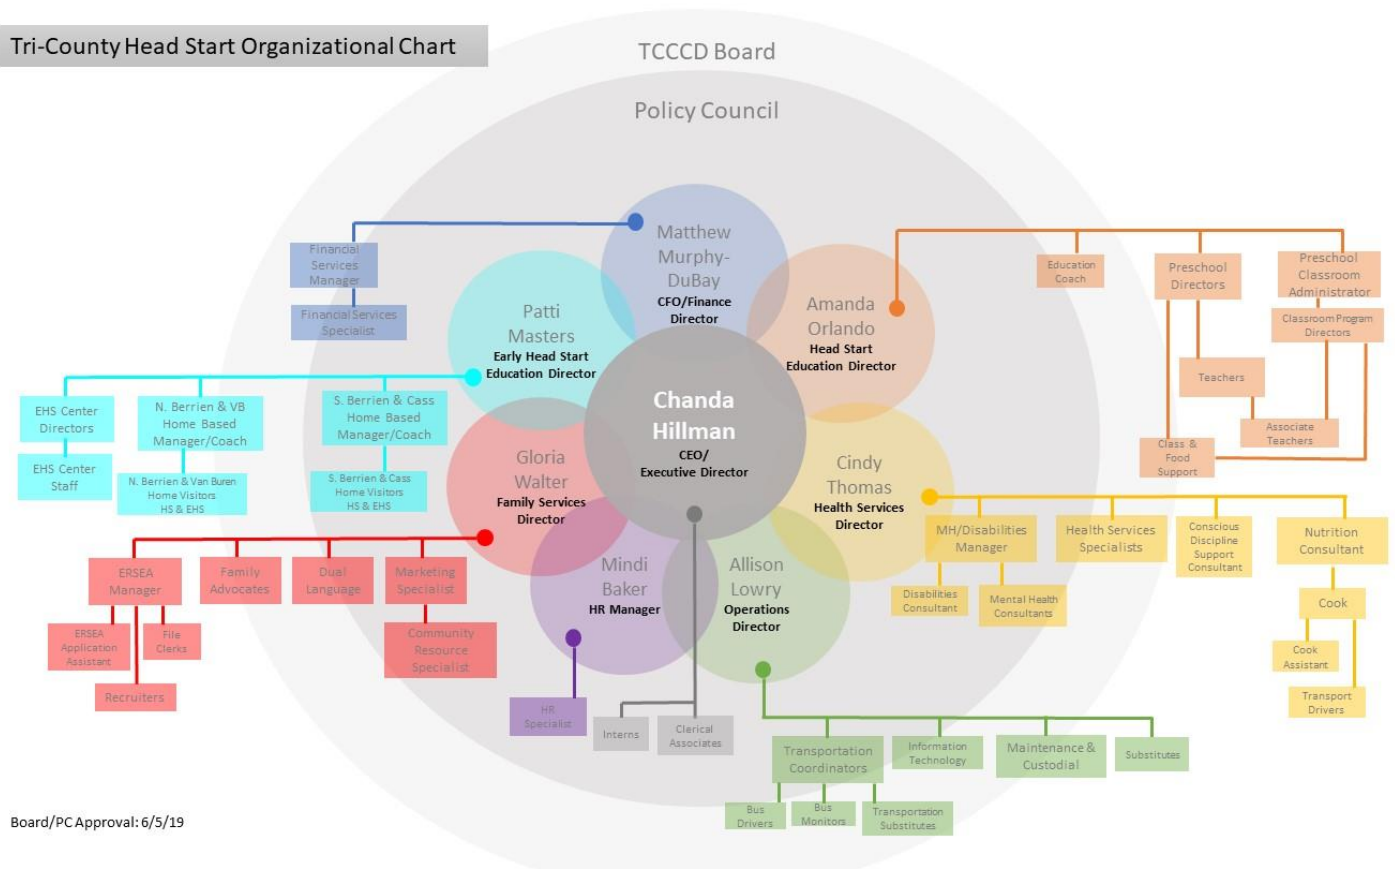 Tri-County Head Start Organizational Chart
TCCCD Board
Policy Council
Matthew
Murphy-
DuBay
CFO/Finance
Director
Patti
Masters
Early Head Start
Education Director
Amanda
Orlando
Head Start
Education Director
Chanda
Hillman
CEO/
Executive Director
Gloria
Walter
Family Services
Director
Cindy
Thomas
Health Services
Director
Mindi
Baker
HR Manager
Allison
Lowry
Operations
Director
Financial
Services
Manager
Financial Services
Specialist
Education
Coach
Preschool
Directors
Preschool
Classroom
Administrator
Classroom Program
Directors
Teachers
Associate
Teachers
Class &
Food
Support
EHS Center
Directors
EHS Center
Staff
N. Berrien & VB
Home Based
Manager/Coach
N. Berrien & Van Buren
Home Visitors
HS & EHS
S. Berrien & Cass
Home Based
Manager/Coach
S. Berrien & Cass
Home Visitors
HS & EHS
MH/Disabilities
Manager
Disabilities
Consultant
Mental Health
Consultants
Health Services
Specialists
Conscious
Discipline
Support
Consultant
Nutrition
Consultant
Cook
Cook
Assistant
Transport
Drivers
ERSEA
Manager
ERSEA
Application
Assistant
File
Clerks
Recruiters
Family
Advocates
Dual
Language
Marketing
Specialist
Community
Resource
Specialist
HR
Specialist
Interns
Clerical
Associates
Transportation
Coordinators
Bus
Drivers
Bus
Monitors
Transportation
Substitutes
Information
Technology
Maintenance &
Custodial
Substitutes
Board/PC Approval: 6/5/19